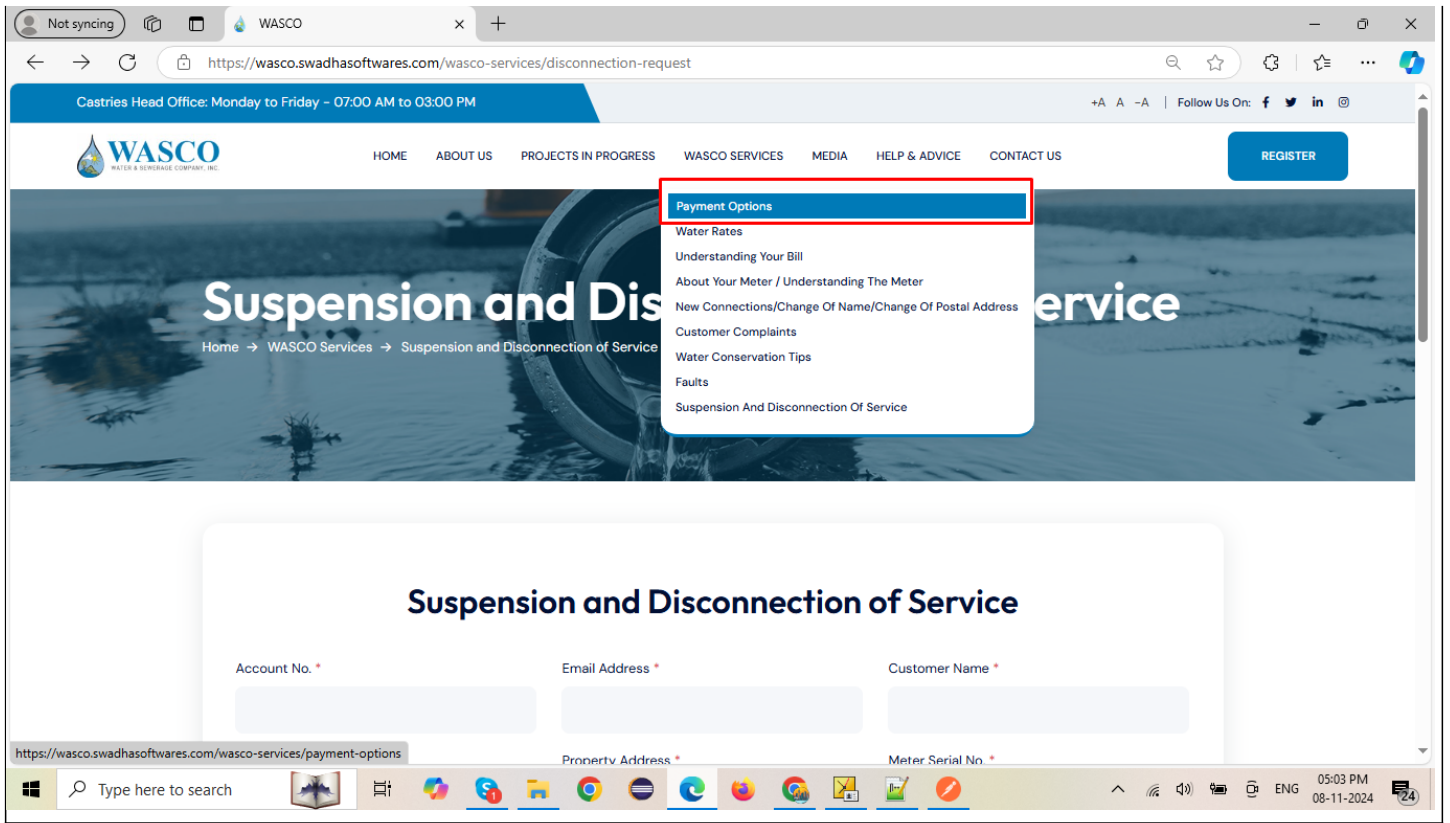 Not syncing
WASCO
https://wasco.swadhasoftwares.com/wasco-services/disconnection-request
Castries Head Office: Monday to Friday - 07:00 AM to 03:00 PM
+A A -A | Follow Us On:
WASCO
WATER & SEWERAGE COMPANY, INC.
HOME ABOUT US PROJECTS IN PROGRESS WASCO SERVICES MEDIA HELP & ADVICE CONTACT US
REGISTER
Payment Options
Water Rates
Understanding Your Bill
About Your Meter / Understanding The Meter
New Connections/Change Of Name/Change Of Postal Address
Customer Complaints
Water Conservation Tips
Faults
Suspension And Disconnection Of Service
Suspension and Dis ervice
Home → WASCO Services → Suspension and Disconnection of Service
Suspension and Disconnection of Service
Account No. * Email Address * Customer Name *
https://wasco.swadhasoftwares.com/wasco-services/payment-options
Property Address * Meter Serial No. *
Type here to search
ENG
05:03 PM
08-11-2024
24